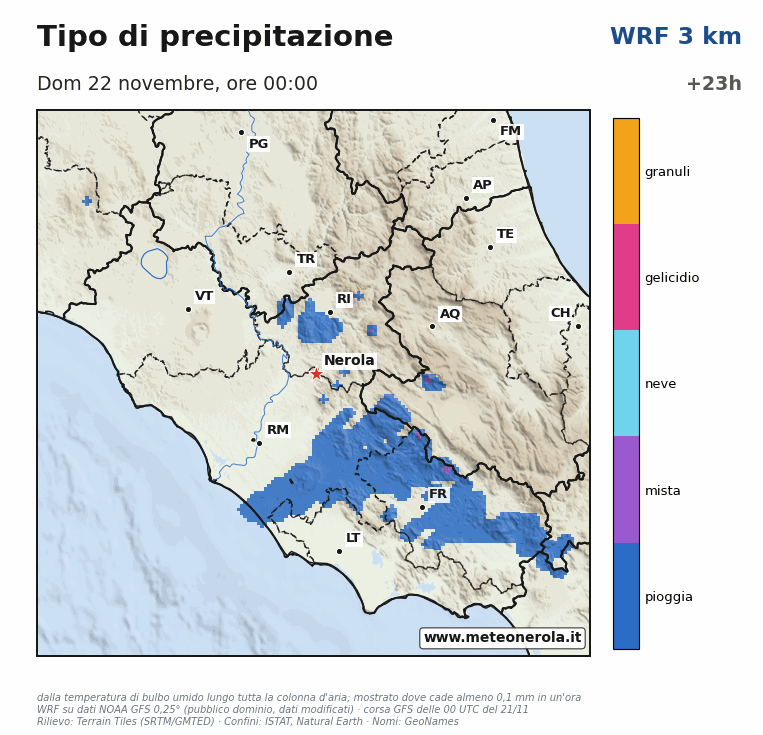 Tipo di precipitazione
WRF 3 km
Dom 22 novembre, ore 00:00
+23h
FM
PG
AP
TE
TR
VT
RI
AQ
CH
Nerola
RM
FR
LT
www.meteonerola.it
granuli
gelicidio
neve
mista
pioggia
dalla temperatura di bulbo umido lungo tutta la colonna d'aria; mostrato dove cade almeno 0,1 mm in un'ora
WRF su dati NOAA GFS 0,25° (pubblico dominio, dati modificati) · corsa GFS delle 00 UTC del 21/11
Rilievo: Terrain Tiles (SRTM/GMTED) · Confini: ISTAT, Natural Earth · Nomi: GeoNames